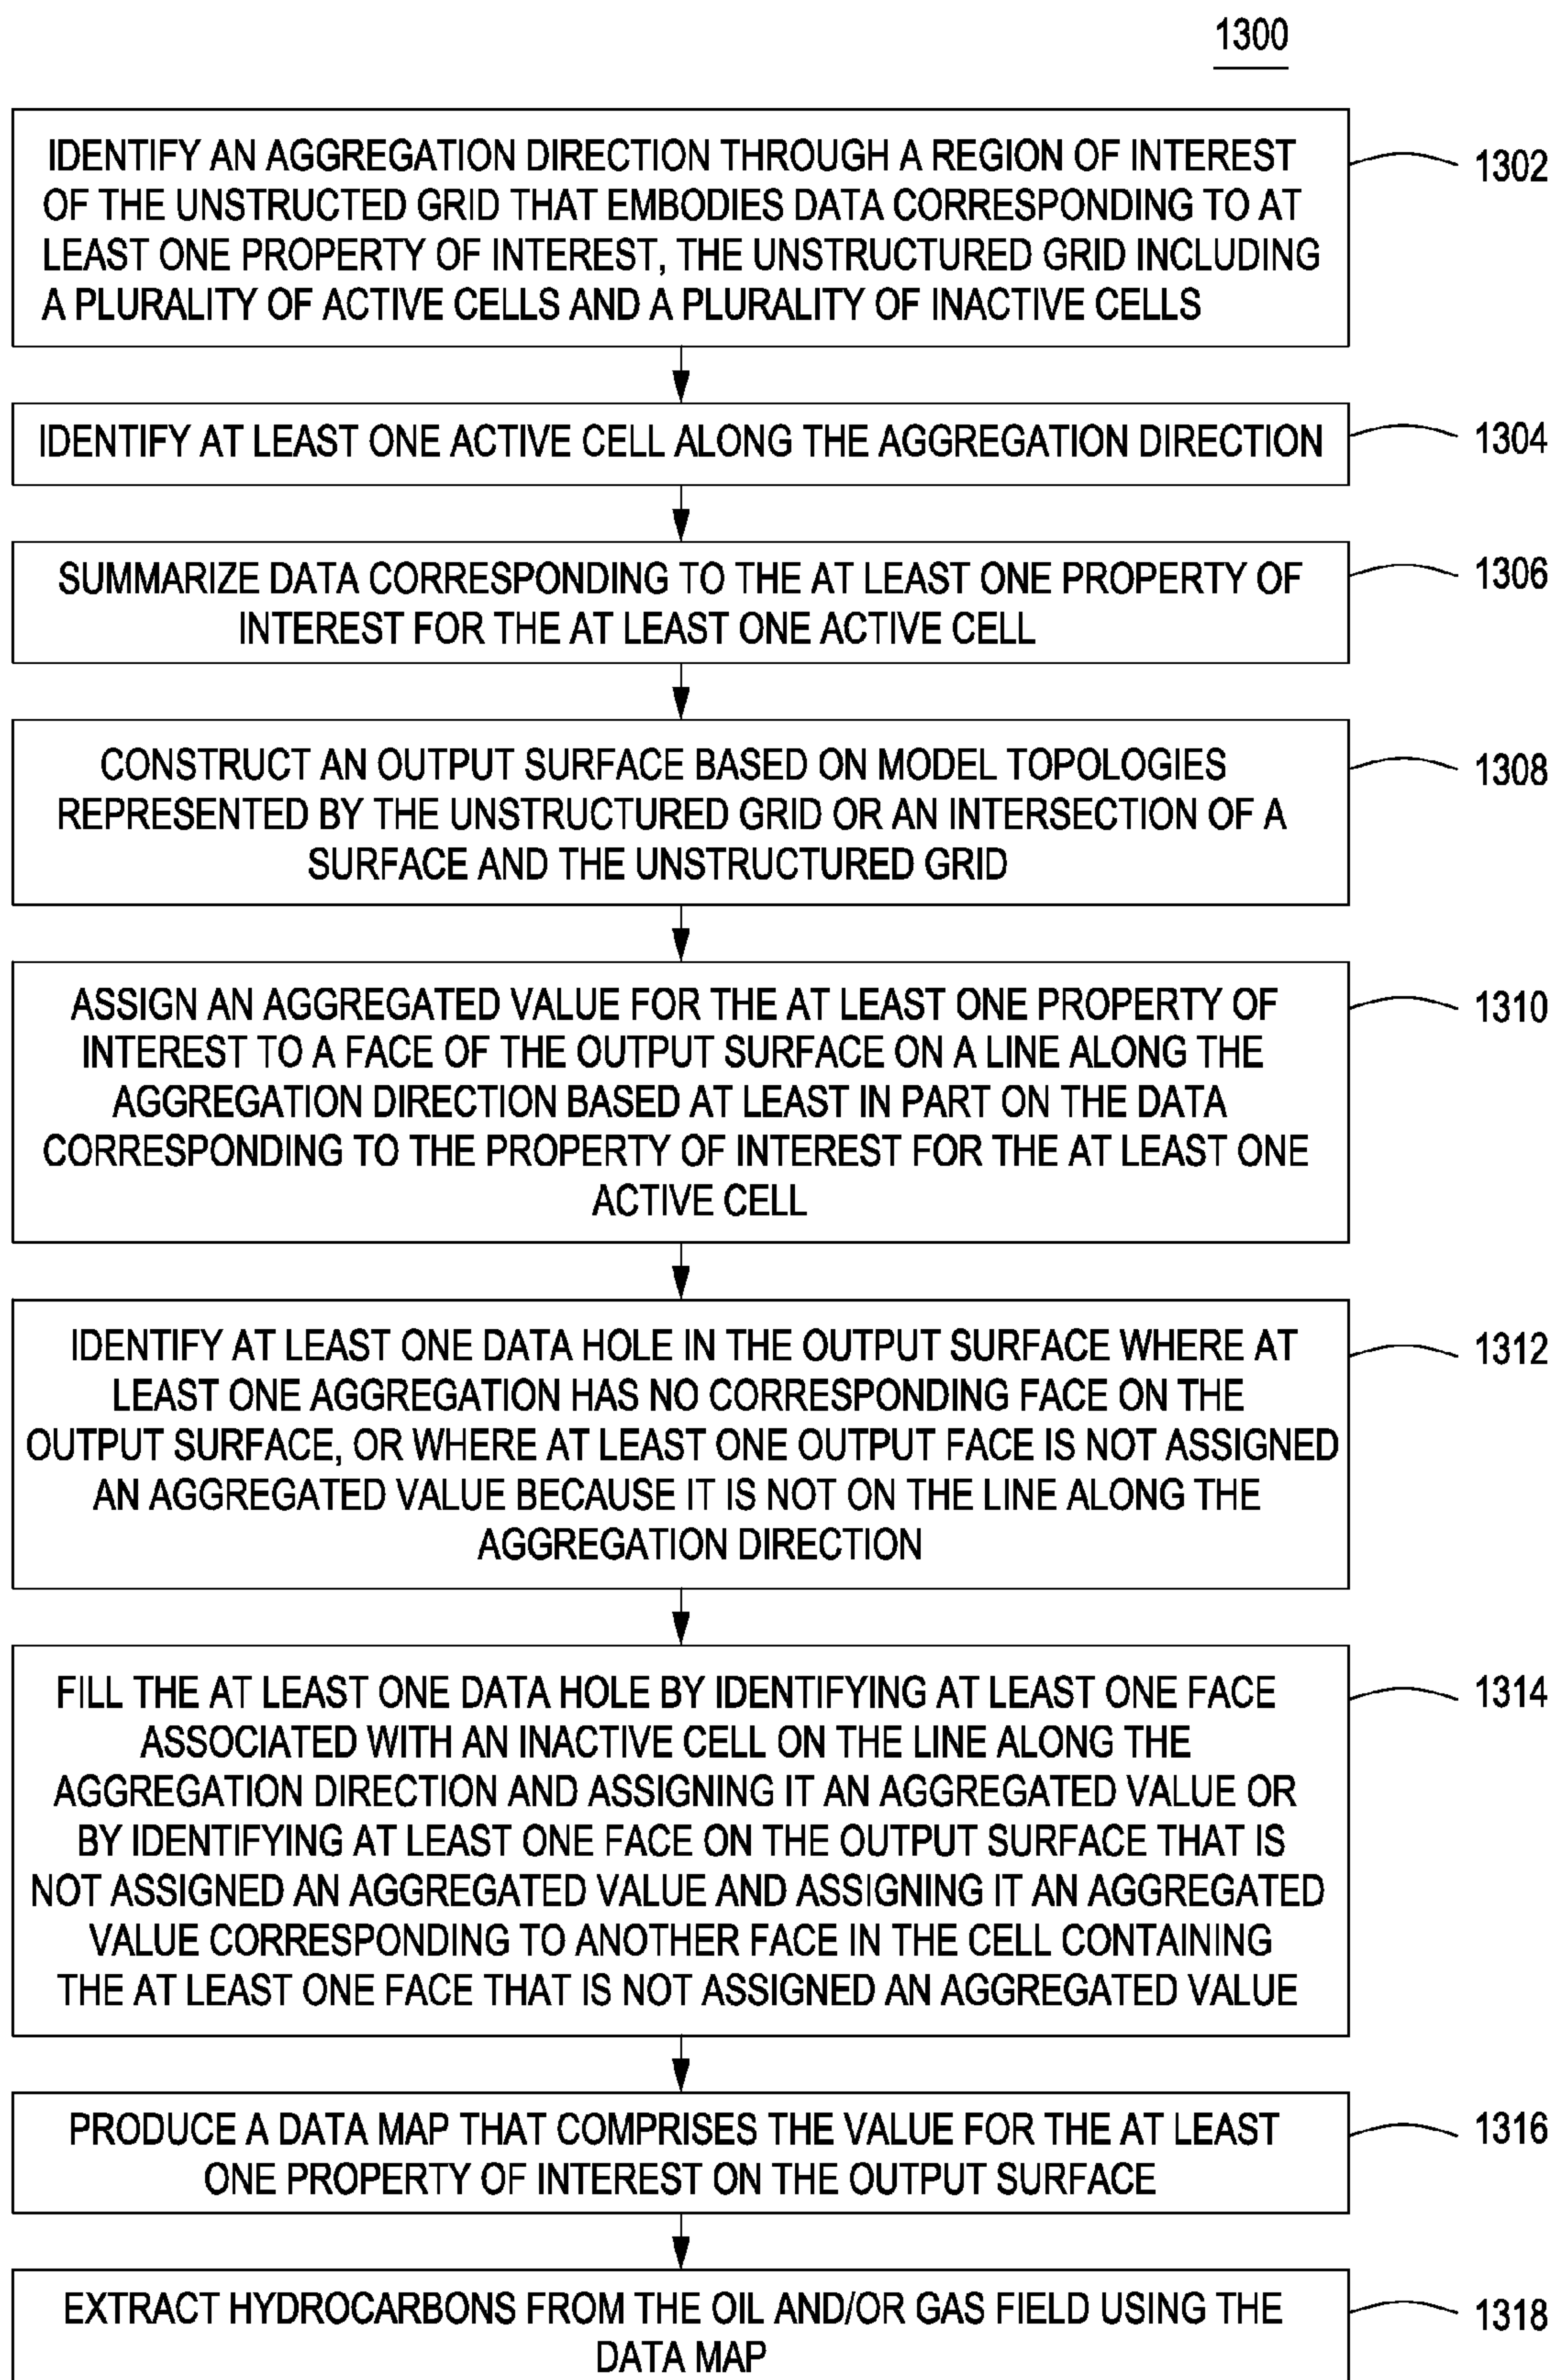 1300
IDENTIFY AN AGGREGATION DIRECTION THROUGH A REGION OF INTEREST
OF THE UNSTRUCTED GRID THAT EMBODIES DATA CORRESPONDING TO AT
LEAST ONE PROPERTY OF INTEREST, THE UNSTRUCTURED GRID INCLUDING
A PLURALITY OF ACTIVE CELLS AND A PLURALITY OF INACTIVE CELLS
1302
IDENTIFY AT LEAST ONE ACTIVE CELL ALONG THE AGGREGATION DIRECTION
1304
SUMMARIZE DATA CORRESPONDING TO THE AT LEAST ONE PROPERTY OF
INTEREST FOR THE AT LEAST ONE ACTIVE CELL
1306
CONSTRUCT AN OUTPUT SURFACE BASED ON MODEL TOPOLOGIES
REPRESENTED BY THE UNSTRUCTURED GRID OR AN INTERSECTION OF A
SURFACE AND THE UNSTRUCTURED GRID
1308
ASSIGN AN AGGREGATED VALUE FOR THE AT LEAST ONE PROPERTY OF
INTEREST TO A FACE OF THE OUTPUT SURFACE ON A LINE ALONG THE
AGGREGATION DIRECTION BASED AT LEAST IN PART ON THE DATA
CORRESPONDING TO THE PROPERTY OF INTEREST FOR THE AT LEAST ONE
ACTIVE CELL
1310
IDENTIFY AT LEAST ONE DATA HOLE IN THE OUTPUT SURFACE WHERE AT
LEAST ONE AGGREGATION HAS NO CORRESPONDING FACE ON THE
OUTPUT SURFACE, OR WHERE AT LEAST ONE OUTPUT FACE IS NOT ASSIGNED
AN AGGREGATED VALUE BECAUSE IT IS NOT ON THE LINE ALONG THE
AGGREGATION DIRECTION
1312
FILL THE AT LEAST ONE DATA HOLE BY IDENTIFYING AT LEAST ONE FACE
ASSOCIATED WITH AN INACTIVE CELL ON THE LINE ALONG THE
AGGREGATION DIRECTION AND ASSIGNING IT AN AGGREGATED VALUE OR
BY IDENTIFYING AT LEAST ONE FACE ON THE OUTPUT SURFACE THAT IS
NOT ASSIGNED AN AGGREGATED VALUE AND ASSIGNING IT AN AGGREGATED
VALUE CORRESPONDING TO ANOTHER FACE IN THE CELL CONTAINING
THE AT LEAST ONE FACE THAT IS NOT ASSIGNED AN AGGREGATED VALUE
1314
PRODUCE A DATA MAP THAT COMPRISES THE VALUE FOR THE AT LEAST
ONE PROPERTY OF INTEREST ON THE OUTPUT SURFACE
1316
EXTRACT HYDROCARBONS FROM THE OIL AND/OR GAS FIELD USING THE
DATA MAP
1318